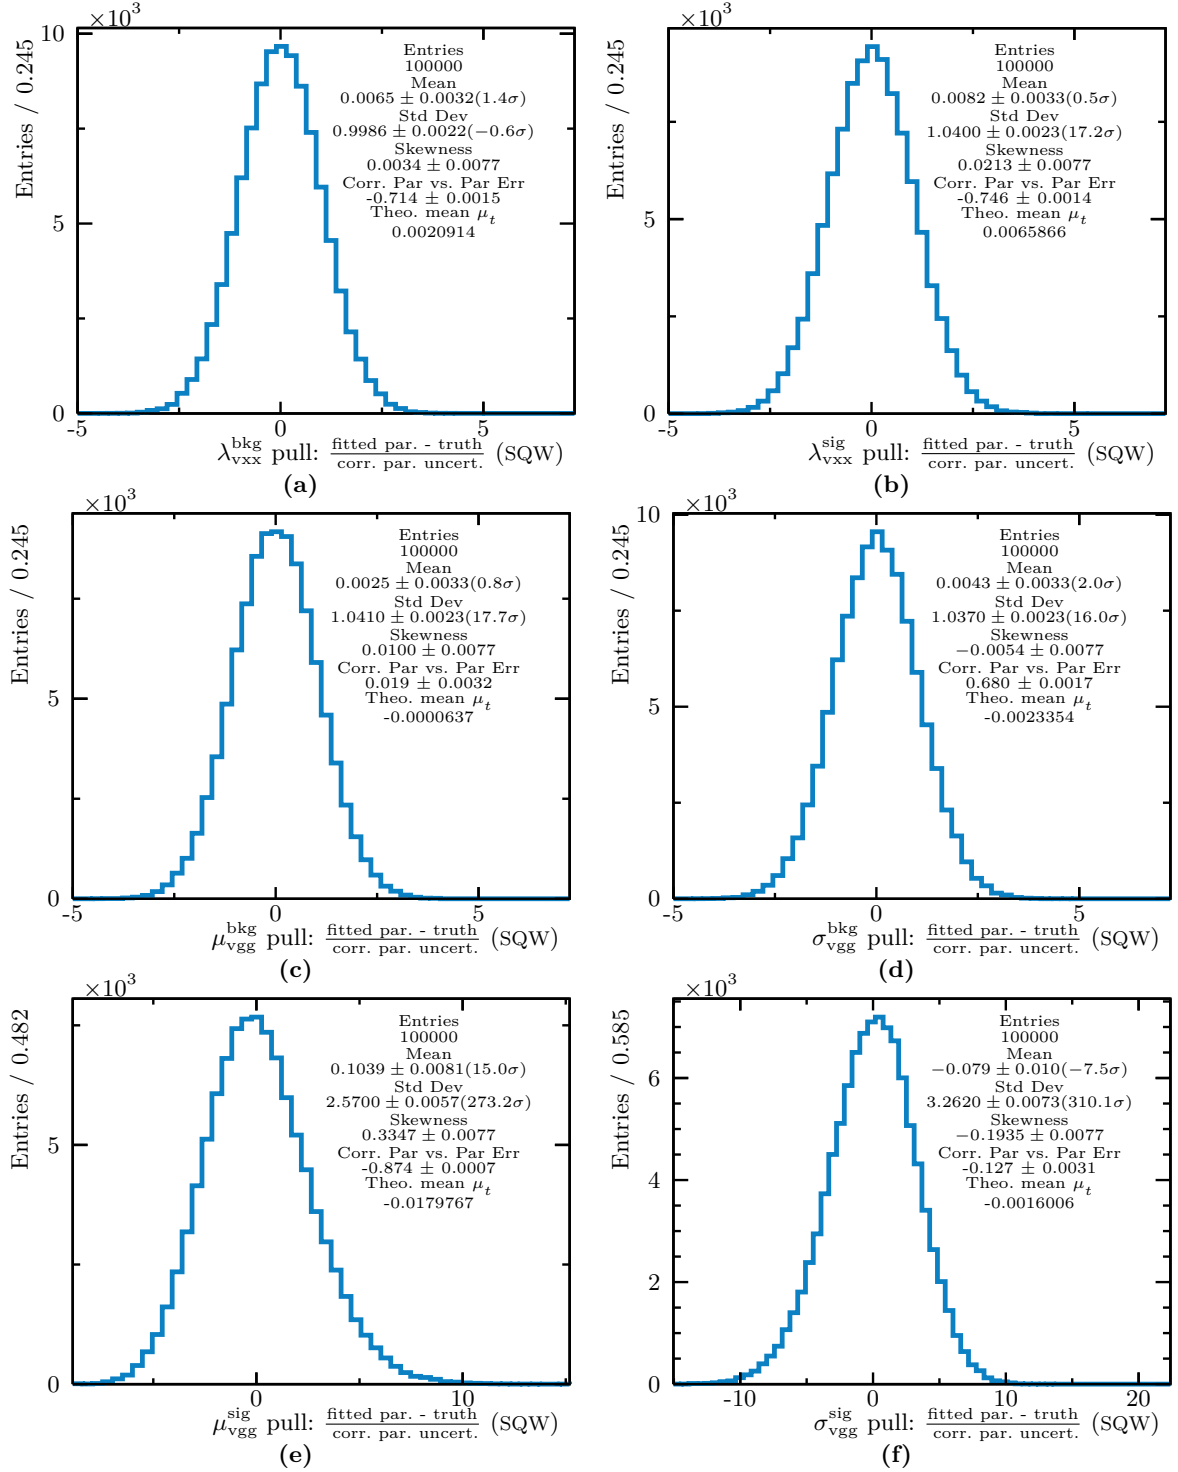 ×10³
Entries / 0.245
10
5
0
-5
0
5
Entries
100000
Mean
0.0065 ± 0.0032(1.4σ)
Std Dev
0.9986 ± 0.0022(−0.6σ)
Skewness
0.0034 ± 0.0077
Corr. Par vs. Par Err
-0.714 ± 0.0015
Theo. mean μ_t
0.0020914
λ_vxx^bkg pull: fitted par. - truth / corr. par. uncert. (SQW)
(a)
×10³
Entries / 0.245
5
0
-5
0
5
Entries
100000
Mean
0.0082 ± 0.0033(0.5σ)
Std Dev
1.0400 ± 0.0023(17.2σ)
Skewness
0.0213 ± 0.0077
Corr. Par vs. Par Err
-0.746 ± 0.0014
Theo. mean μ_t
0.0065866
λ_vxx^sig pull: fitted par. - truth / corr. par. uncert. (SQW)
(b)
×10³
Entries / 0.245
5
0
-5
0
5
Entries
100000
Mean
0.0025 ± 0.0033(0.8σ)
Std Dev
1.0410 ± 0.0023(17.7σ)
Skewness
0.0100 ± 0.0077
Corr. Par vs. Par Err
0.019 ± 0.0032
Theo. mean μ_t
-0.0000637
μ_vgg^bkg pull: fitted par. - truth / corr. par. uncert. (SQW)
(c)
×10³
Entries / 0.245
10
5
0
-5
0
5
Entries
100000
Mean
0.0043 ± 0.0033(2.0σ)
Std Dev
1.0370 ± 0.0023(16.0σ)
Skewness
−0.0054 ± 0.0077
Corr. Par vs. Par Err
0.680 ± 0.0017
Theo. mean μ_t
-0.0023354
σ_vgg^bkg pull: fitted par. - truth / corr. par. uncert. (SQW)
(d)
×10³
Entries / 0.482
5
0
0
10
Entries
100000
Mean
0.1039 ± 0.0081(15.0σ)
Std Dev
2.5700 ± 0.0057(273.2σ)
Skewness
0.3347 ± 0.0077
Corr. Par vs. Par Err
-0.874 ± 0.0007
Theo. mean μ_t
-0.0179767
μ_vgg^sig pull: fitted par. - truth / corr. par. uncert. (SQW)
(e)
×10³
Entries / 0.585
6
4
2
0
-10
0
10
20
Entries
100000
Mean
−0.079 ± 0.010(−7.5σ)
Std Dev
3.2620 ± 0.0073(310.1σ)
Skewness
−0.1935 ± 0.0077
Corr. Par vs. Par Err
-0.127 ± 0.0031
Theo. mean μ_t
-0.0016006
σ_vgg^sig pull: fitted par. - truth / corr. par. uncert. (SQW)
(f)